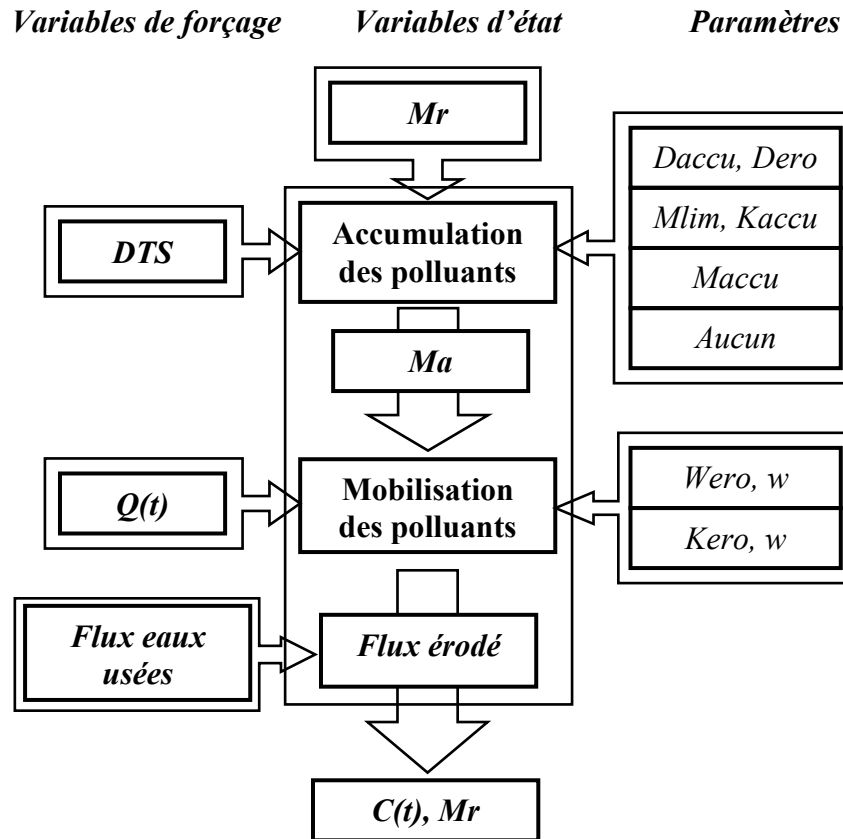 Variables de forçage Variables d'état Paramètres
Mr
Daccu, Dero
Mlim, Kaccu
Maccu
Aucun
DTS
Accumulation
des polluants
Ma
Q(t)
Mobilisation
des polluants
Wero, w
Kero, w
Flux eaux
usées
Flux érodé
C(t), Mr